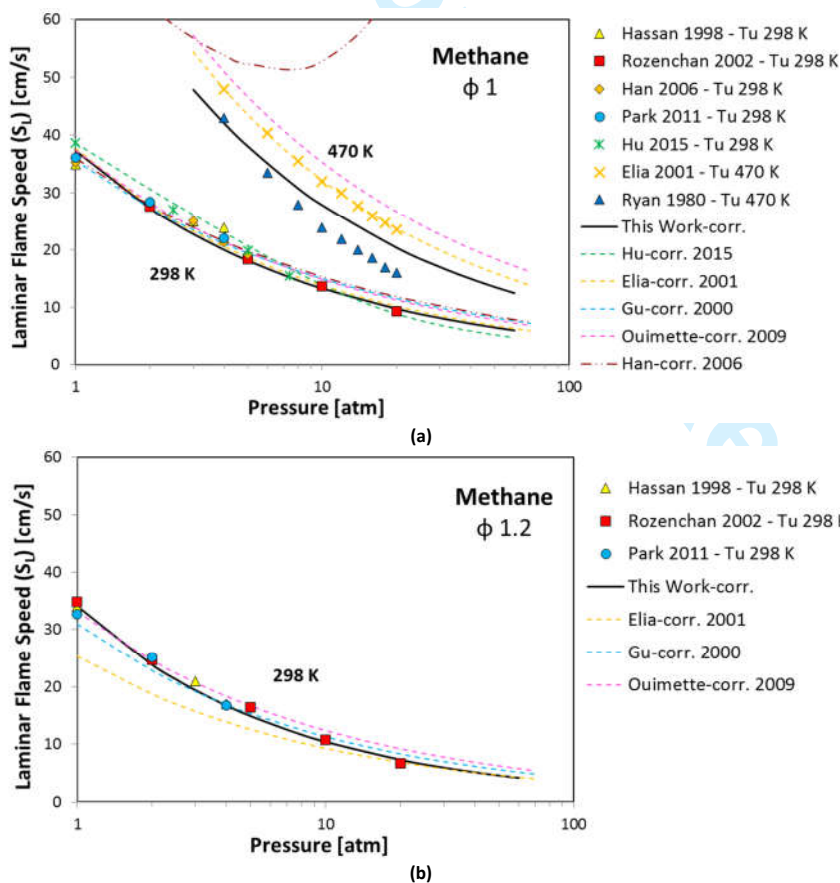 60
50
40
30
20
10
0
Laminar Flame Speed (SL) [cm/s]
Methane
ϕ 1
470 K
298 K
1
10
100
Pressure [atm]
Hassan 1998 - Tu 298 K
Rozenchan 2002 - Tu 298 K
Han 2006 - Tu 298 K
Park 2011 - Tu 298 K
Hu 2015 - Tu 298 K
Elia 2001 - Tu 470 K
Ryan 1980 - Tu 470 K
This Work-corr.
Hu-corr. 2015
Elia-corr. 2001
Gu-corr. 2000
Ouimette-corr. 2009
Han-corr. 2006
(a)
60
50
40
30
20
10
0
Laminar Flame Speed (SL) [cm/s]
Methane
ϕ 1.2
298 K
1
10
100
Pressure [atm]
Hassan 1998 - Tu 298 K
Rozenchan 2002 - Tu 298 K
Park 2011 - Tu 298 K
This Work-corr.
Elia-corr. 2001
Gu-corr. 2000
Ouimette-corr. 2009
(b)